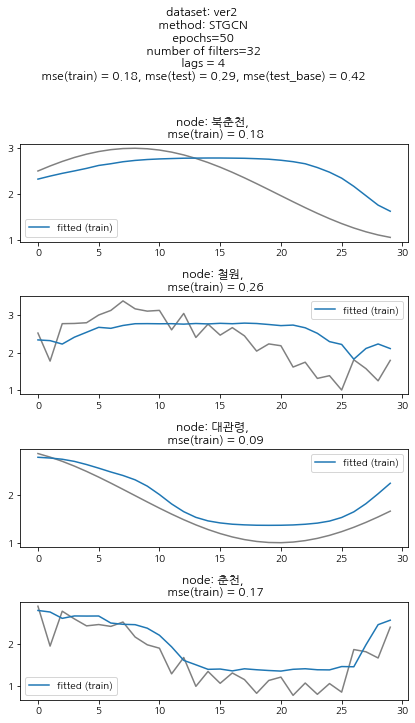 dataset: ver2
method: STGCN
epochs=50
number of filters=32
lags = 4
mse(train) = 0.18, mse(test) = 0.29, mse(test_base) = 0.42
node: 북춘천,
mse(train) = 0.18
3
2
1
fitted (train)
0 5 10 15 20 25 30
node: 철원,
mse(train) = 0.26
3
2
1
fitted (train)
0 5 10 15 20 25 30
node: 대관령,
mse(train) = 0.09
2
1
fitted (train)
0 5 10 15 20 25 30
node: 춘천,
mse(train) = 0.17
2
1
fitted (train)
0 5 10 15 20 25 30